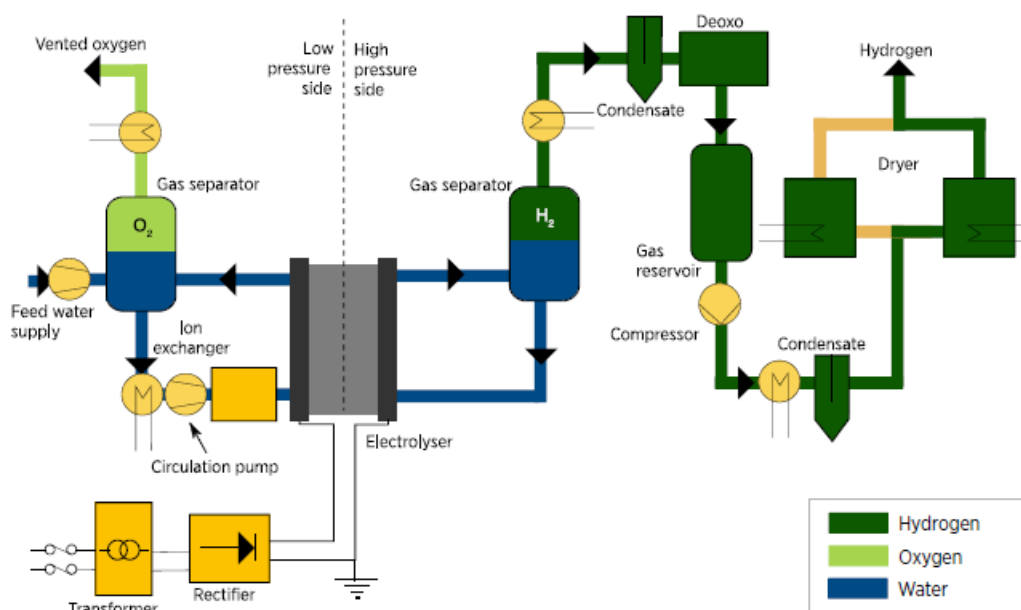 Vented oxygen
Low
pressure
side
High
pressure
side
Deoxo
Hydrogen
Condensate
Gas separator
Gas separator
Dryer
O2
H2
Feed water
supply
Ion
exchanger
Gas
reservoir
Compressor
Condensate
Circulation pump
Electrolyser
Transformer
Rectifier
Hydrogen
Oxygen
Water